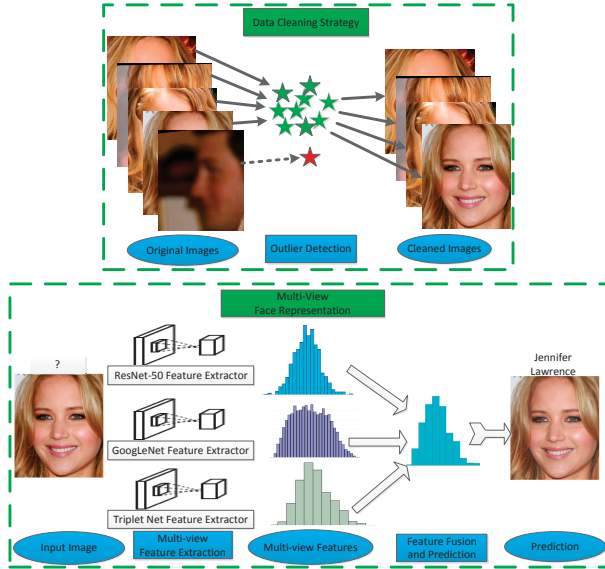 Data Cleaning Strategy
Original Images
Outlier Detection
Cleaned Images
Multi-View
Face Representation
?
ResNet-50 Feature Extractor
GoogLeNet Feature Extractor
Triplet Net Feature Extractor
Jennifer
Lawrence
Input Image
Multi-view
Feature Extraction
Multi-view Features
Feature Fusion
and Prediction
Prediction